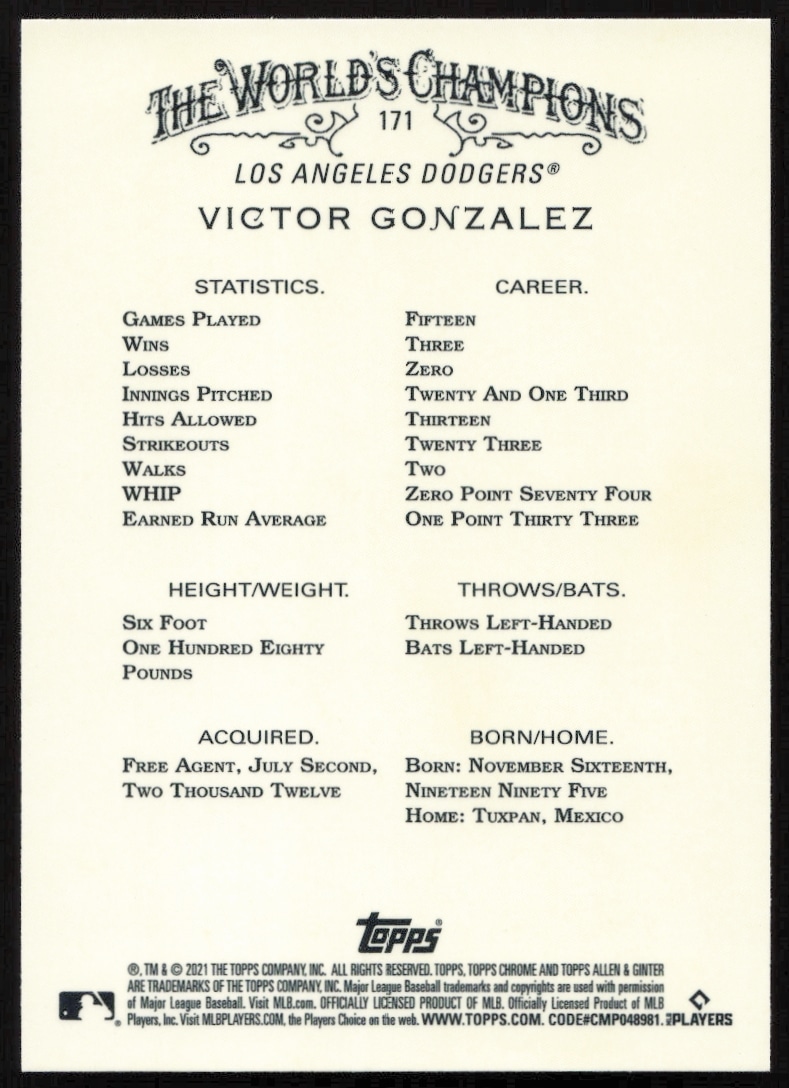 THE WORLD'S CHAMPIONS
171
LOS ANGELES DODGERS®
VICTOR GONZALEZ
STATISTICS. CAREER.
GAMES PLAYED FIFTEEN
WINS THREE
LOSSES ZERO
INNINGS PITCHED TWENTY AND ONE THIRD
HITS ALLOWED THIRTEEN
STRIKEOUTS TWENTY THREE
WALKS TWO
WHIP ZERO POINT SEVENTY FOUR
EARNED RUN AVERAGE ONE POINT THIRTY THREE
HEIGHT/WEIGHT.
SIX FOOT
ONE HUNDRED EIGHTY
POUNDS
THROWS/BATS.
THROWS LEFT-HANDED
BATS LEFT-HANDED
ACQUIRED.
FREE AGENT, JULY SECOND,
TWO THOUSAND TWELVE
BORN/HOME.
BORN: NOVEMBER SIXTEENTH,
NINETEEN NINETY FIVE
HOME: TUXPAN, MEXICO
topps®
®, TM & © 2021 THE TOPPS COMPANY, INC. ALL RIGHTS RESERVED. TOPPS, TOPPS CHROME AND TOPPS ALLEN & GINTER
ARE TRADEMARKS OF THE TOPPS COMPANY, INC. Major League Baseball trademarks and copyrights are used with permission
of Major League Baseball. Visit MLB.com. OFFICIALLY LICENSED PRODUCT OF MLB. Officially Licensed Product of MLB
Players, Inc. Visit MLBPLAYERS.COM, the Players Choice on the web. WWW.TOPPS.COM. CODE#CMP048981.
MLB PLAYERS